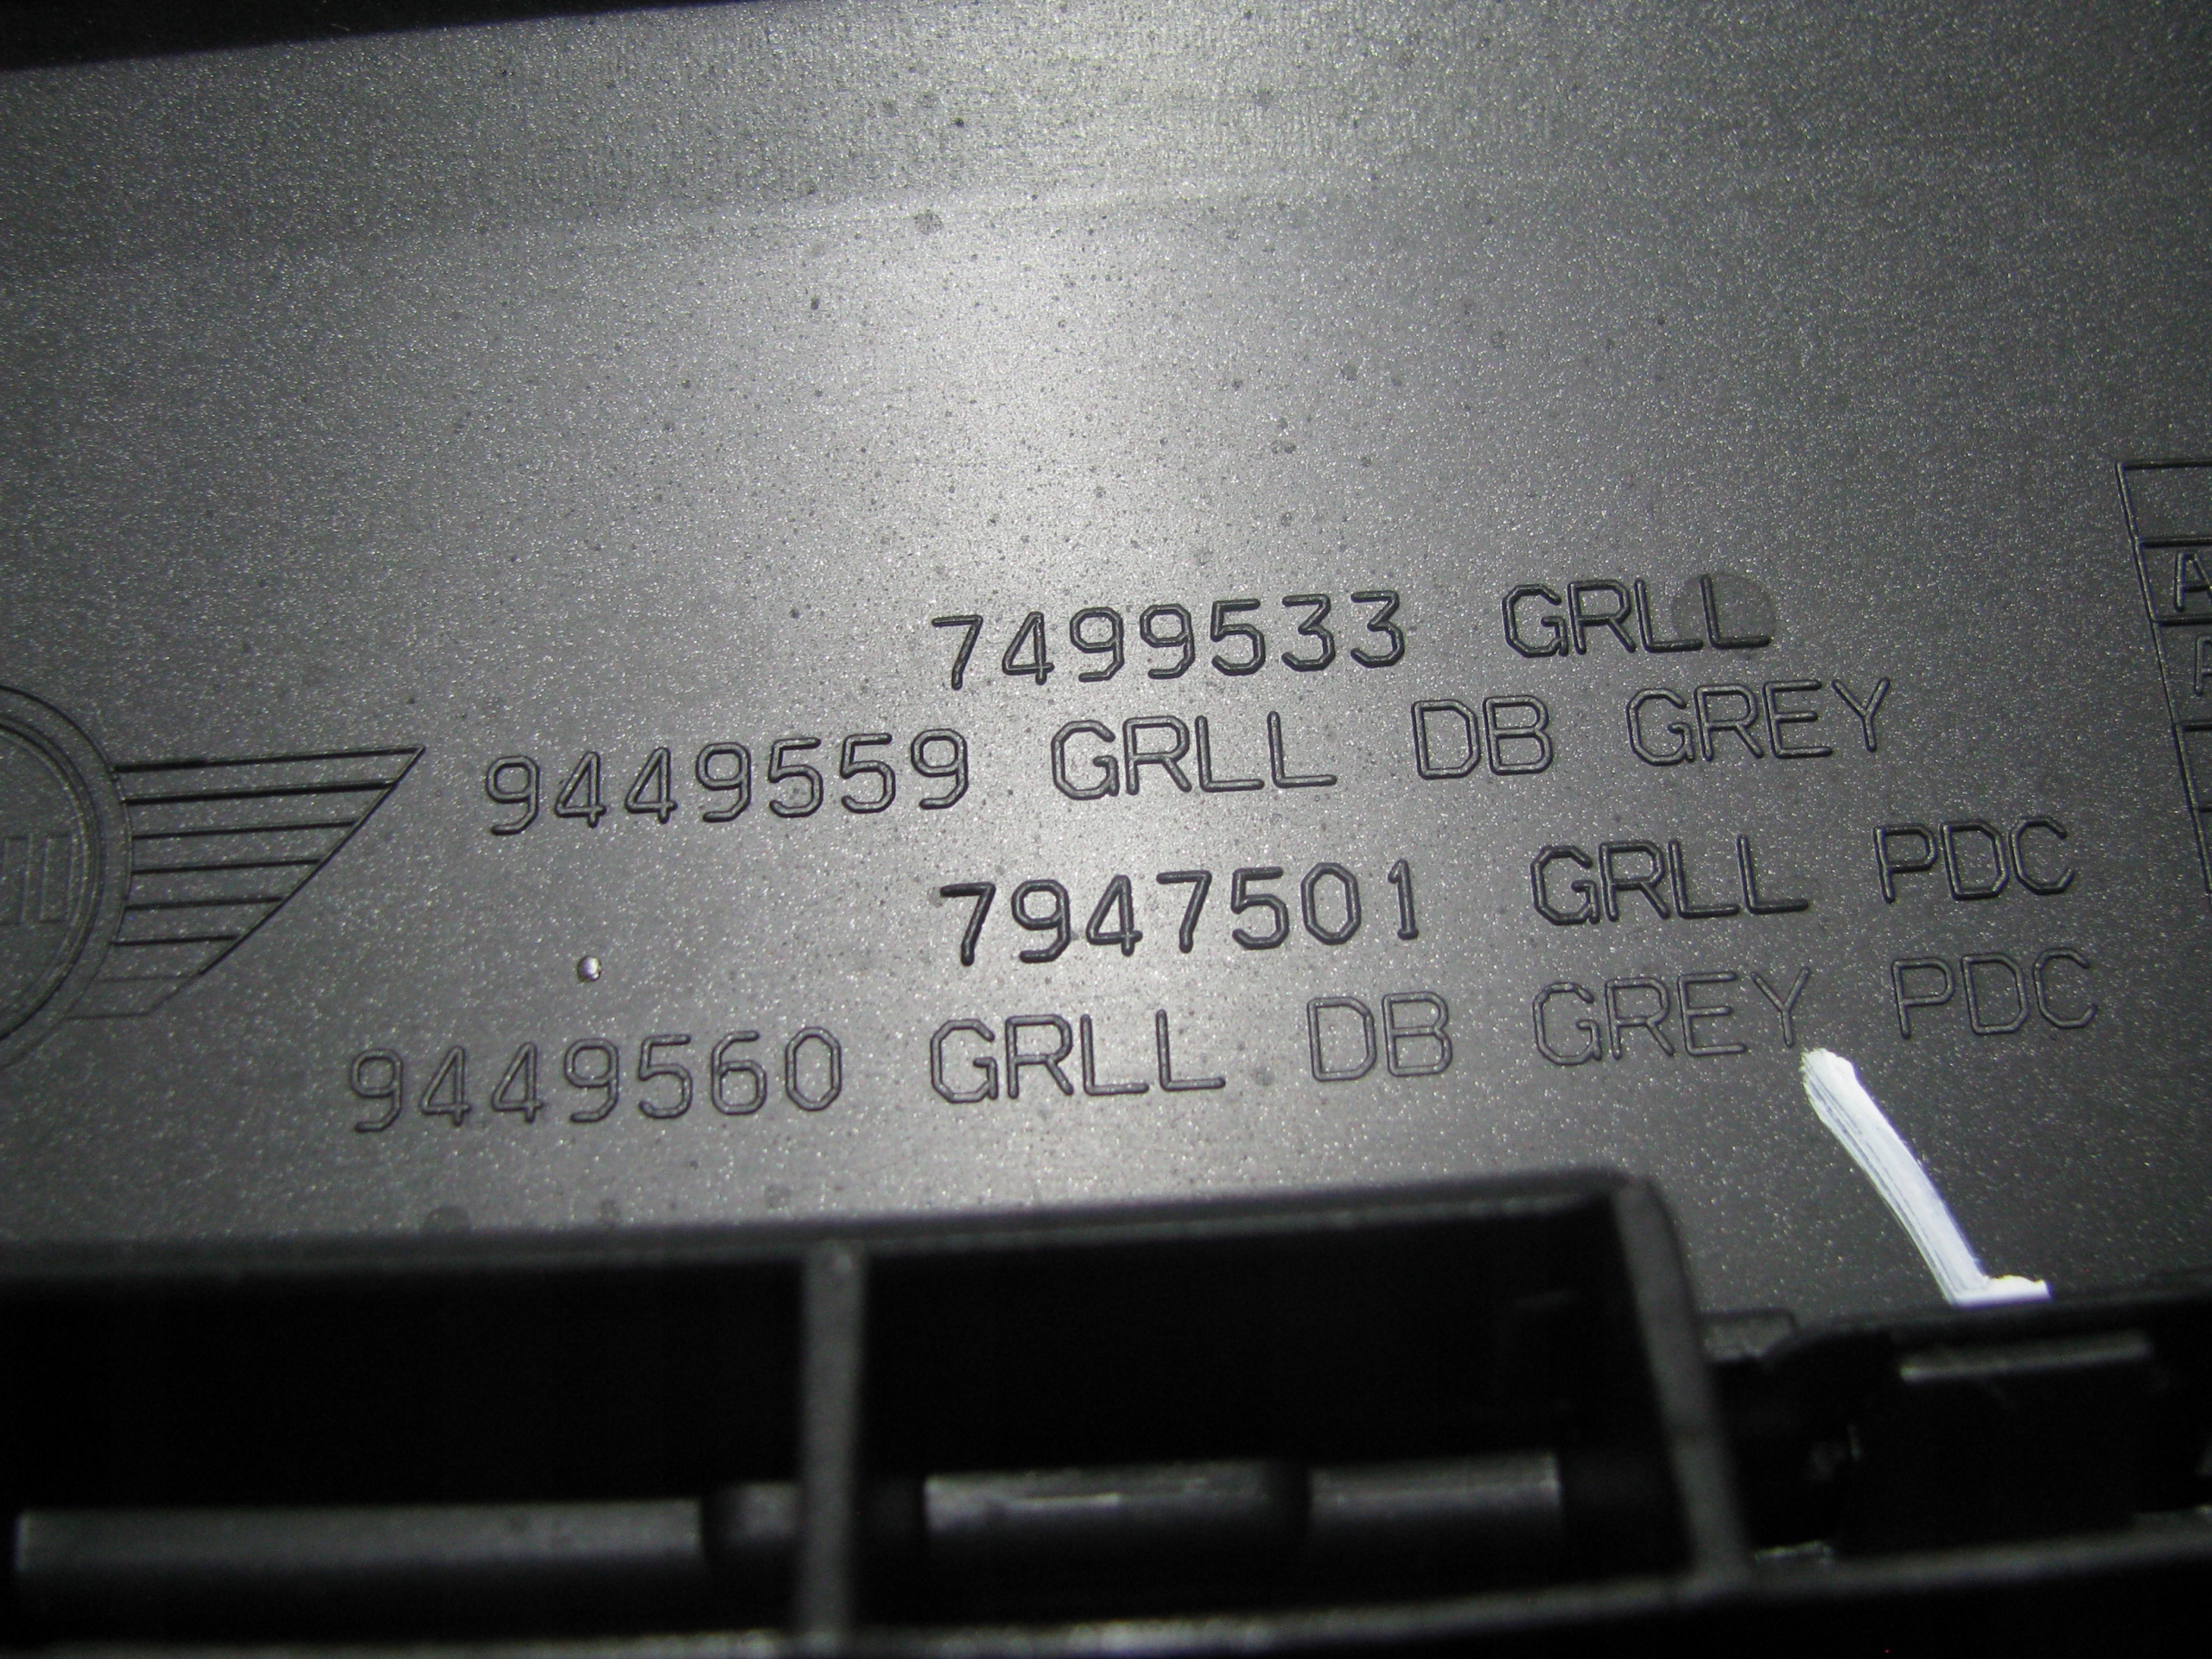 7499533 GRLL
9449559 GRLL DB GREY
7947501 GRLL PDC
9449560 GRLL DB GREY PDC